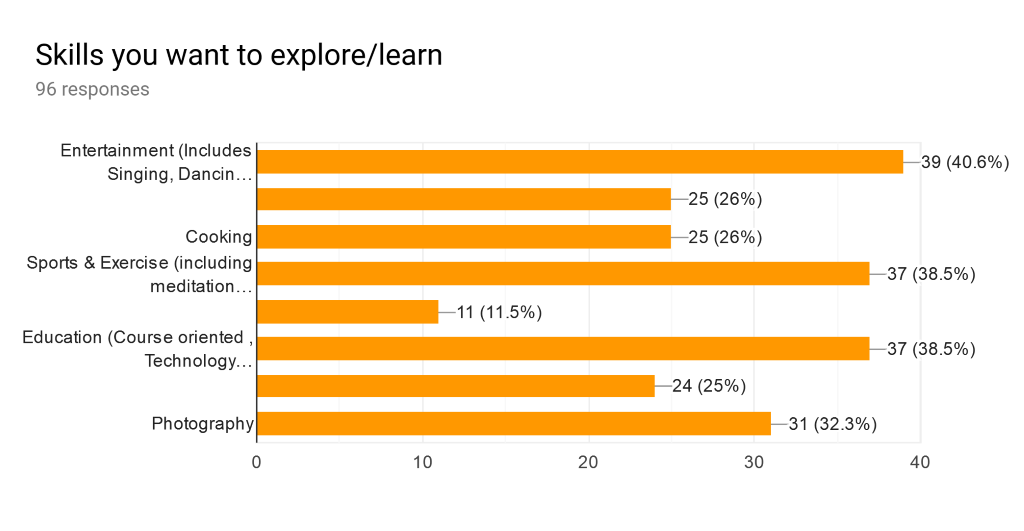 Skills you want to explore/learn
96 responses
Entertainment (Includes
Singing, Dancin…
39 (40.6%)
25 (26%)
Cooking
25 (26%)
Sports & Exercise (including
meditation…
37 (38.5%)
11 (11.5%)
Education (Course oriented ,
Technology…
37 (38.5%)
24 (25%)
Photography
31 (32.3%)
0
10
20
30
40